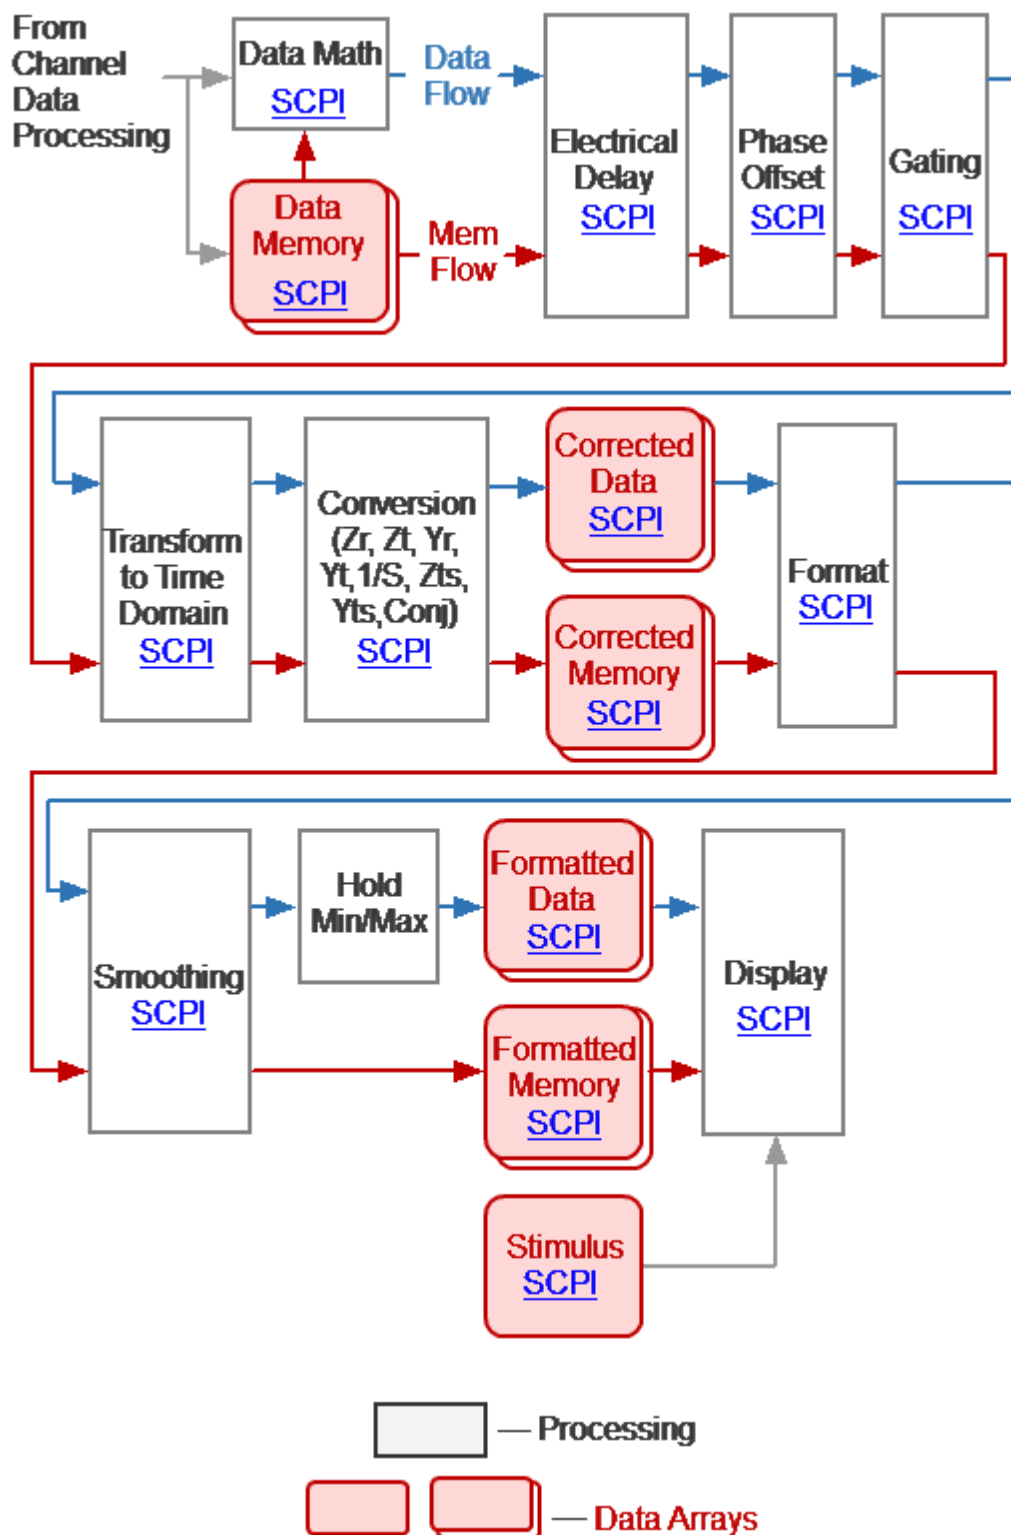 From
Channel
Data
Processing
Data Math
SCPI
Data
Flow
Data
Memory
SCPI
Mem
Flow
Electrical
Delay
SCPI
Phase
Offset
SCPI
Gating
SCPI
Transform
to Time
Domain
SCPI
Conversion
(Zr, Zt, Yr,
Yt,1/S, Zts,
Yts,Conj)
SCPI
Corrected
Data
SCPI
Corrected
Memory
SCPI
Format
SCPI
Smoothing
SCPI
Hold
Min/Max
Formatted
Data
SCPI
Formatted
Memory
SCPI
Display
SCPI
Stimulus
SCPI
— Processing
— Data Arrays